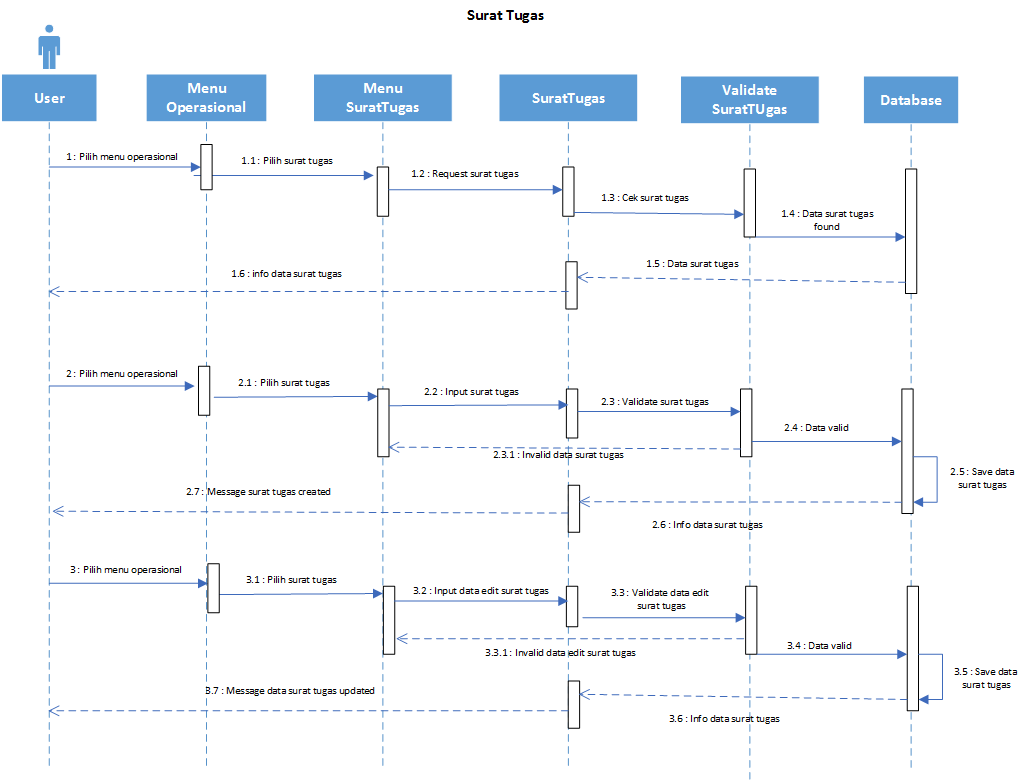 Surat Tugas
User
Menu
Operasional
Menu
SuratTugas
SuratTugas
Validate
SuratTUgas
Database
1: Pilih menu operasional
1.1 : Pilih surat tugas
1.2 : Request surat tugas
1.3 : Cek surat tugas
1.4 : Data surat tugas
found
1.5 : Data surat tugas
1.6 : info data surat tugas
2 : Pilih menu operasional
2.1 : Pilih surat tugas
2.2 : Input surat tugas
2.3 : Validate surat tugas
2.4 : Data valid
2.3.1 : Invalid data surat tugas
2.5 : Save data
surat tugas
2.7 : Message surat tugas created
2.6 : Info data surat tugas
3 : Pilih menu operasional
3.1 : Pilih surat tugas
3.2 : Input data edit surat tugas
3.3 : Validate data edit
surat tugas
3.4 : Data valid
3.3.1 : Invalid data edit surat tugas
3.5 : Save data
surat tugas
3.7 : Message data surat tugas updated
3.6 : Info data surat tugas